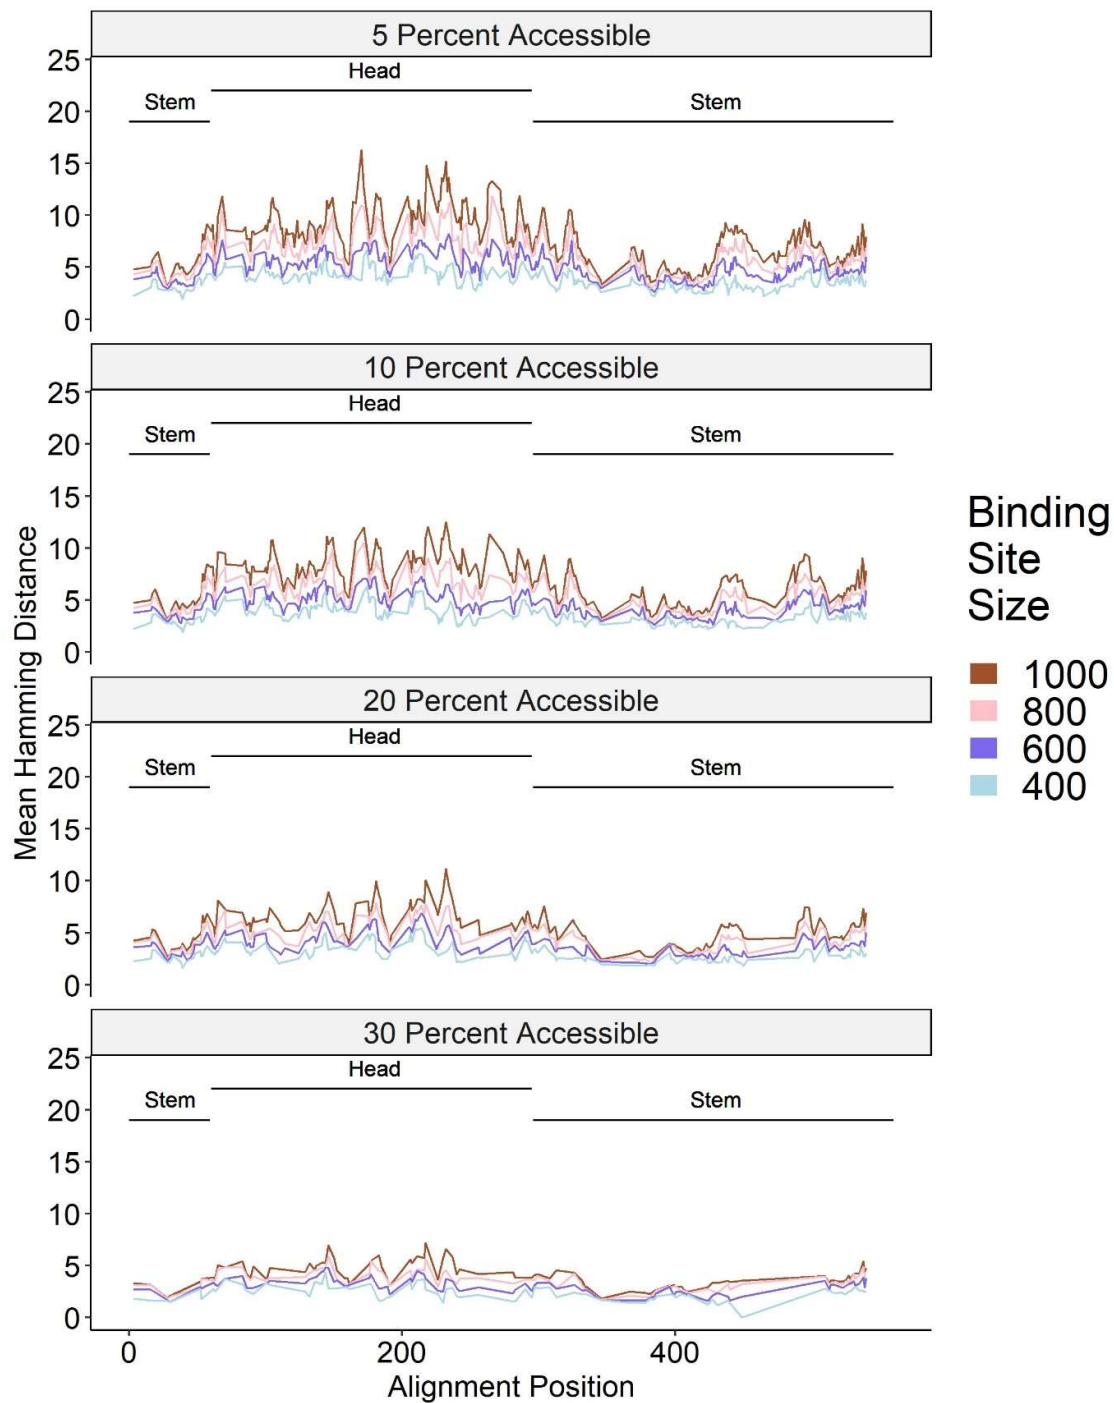 5 Percent Accessible
25
20
15
10
5
0
Head
Stem
Stem
10 Percent Accessible
25
20
15
10
5
0
Head
Stem
Stem
20 Percent Accessible
25
20
15
10
5
0
Head
Stem
Stem
30 Percent Accessible
25
20
15
10
5
0
Head
Stem
Stem
0 200 400
Alignment Position
Mean Hamming Distance
Binding
Site
Size
1000
800
600
400